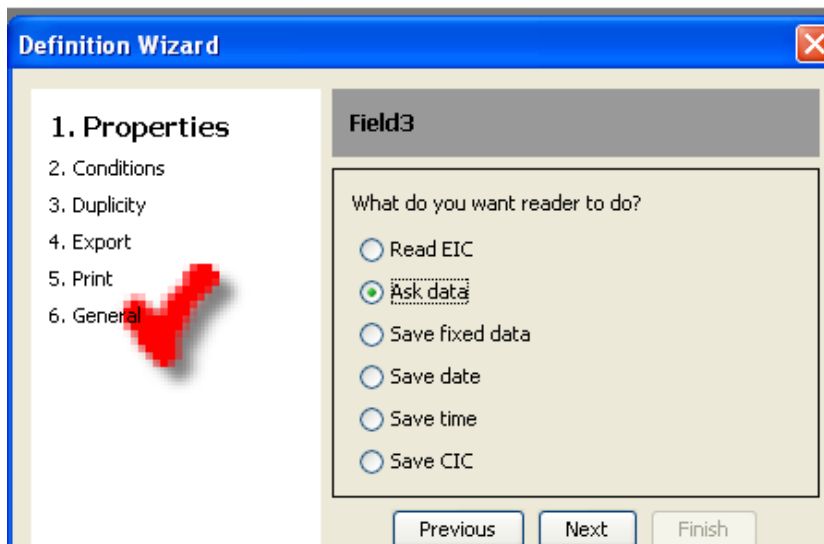 Definition Wizard
1. Properties
2. Conditions
3. Duplicity
4. Export
5. Print
6. General
Field3
What do you want reader to do?
Read EIC
Ask data
Save fixed data
Save date
Save time
Save CIC
Previous Next Finish